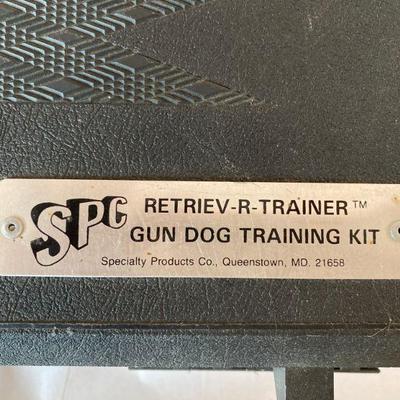 SPC RETRIEV-R-TRAINER™
GUN DOG TRAINING KIT
Specialty Products Co., Queenstown, MD. 21658